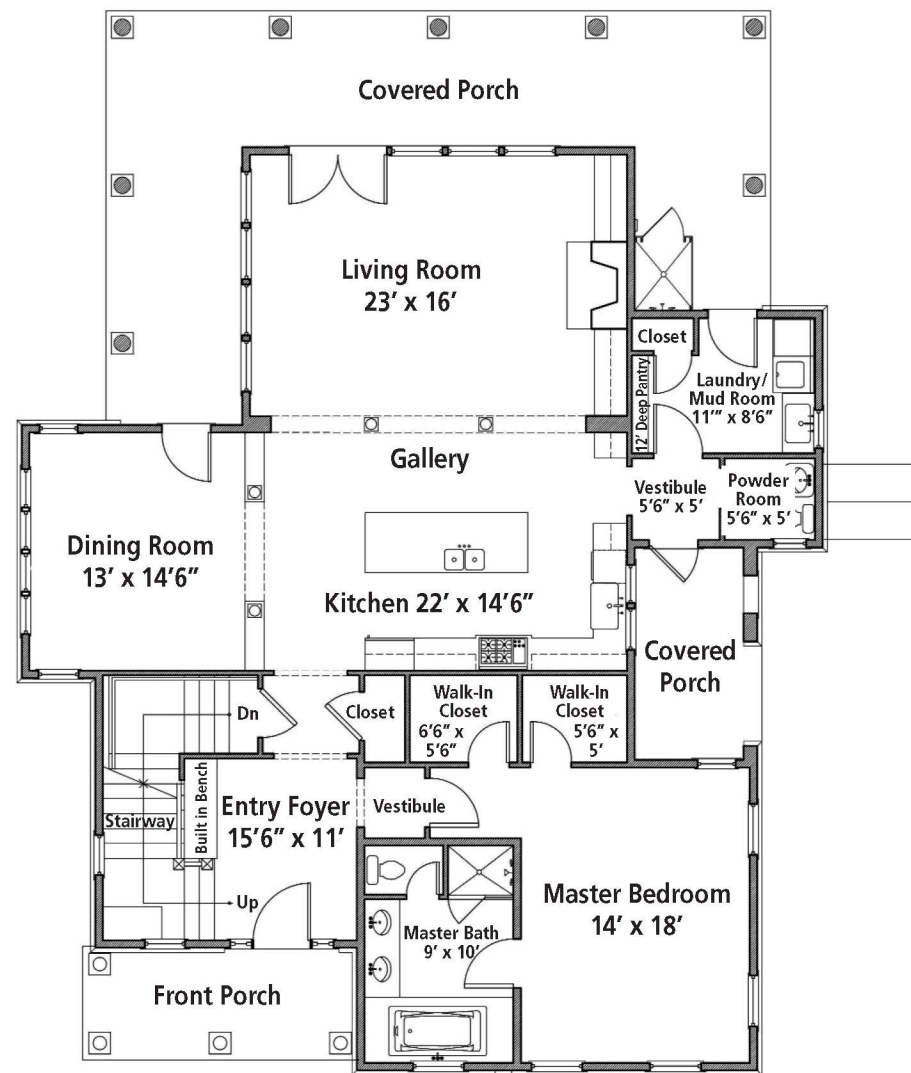 Covered Porch
Living Room
23' x 16'
Closet
12' Deep Pantry
Laundry/
Mud Room
11'" x 8'6"
Gallery
Vestibule
5'6" x 5'
Powder
Room
5'6" x 5'
Dining Room
13' x 14'6"
Kitchen 22' x 14'6"
Covered
Porch
Dn
Closet
Walk-In
Closet
6'6" x
5'6"
Walk-In
Closet
5'6" x
5'
Stairway
Built in Bench
Entry Foyer
15'6" x 11'
Vestibule
Up
Master Bedroom
14' x 18'
Master Bath
9' x 10'
Front Porch